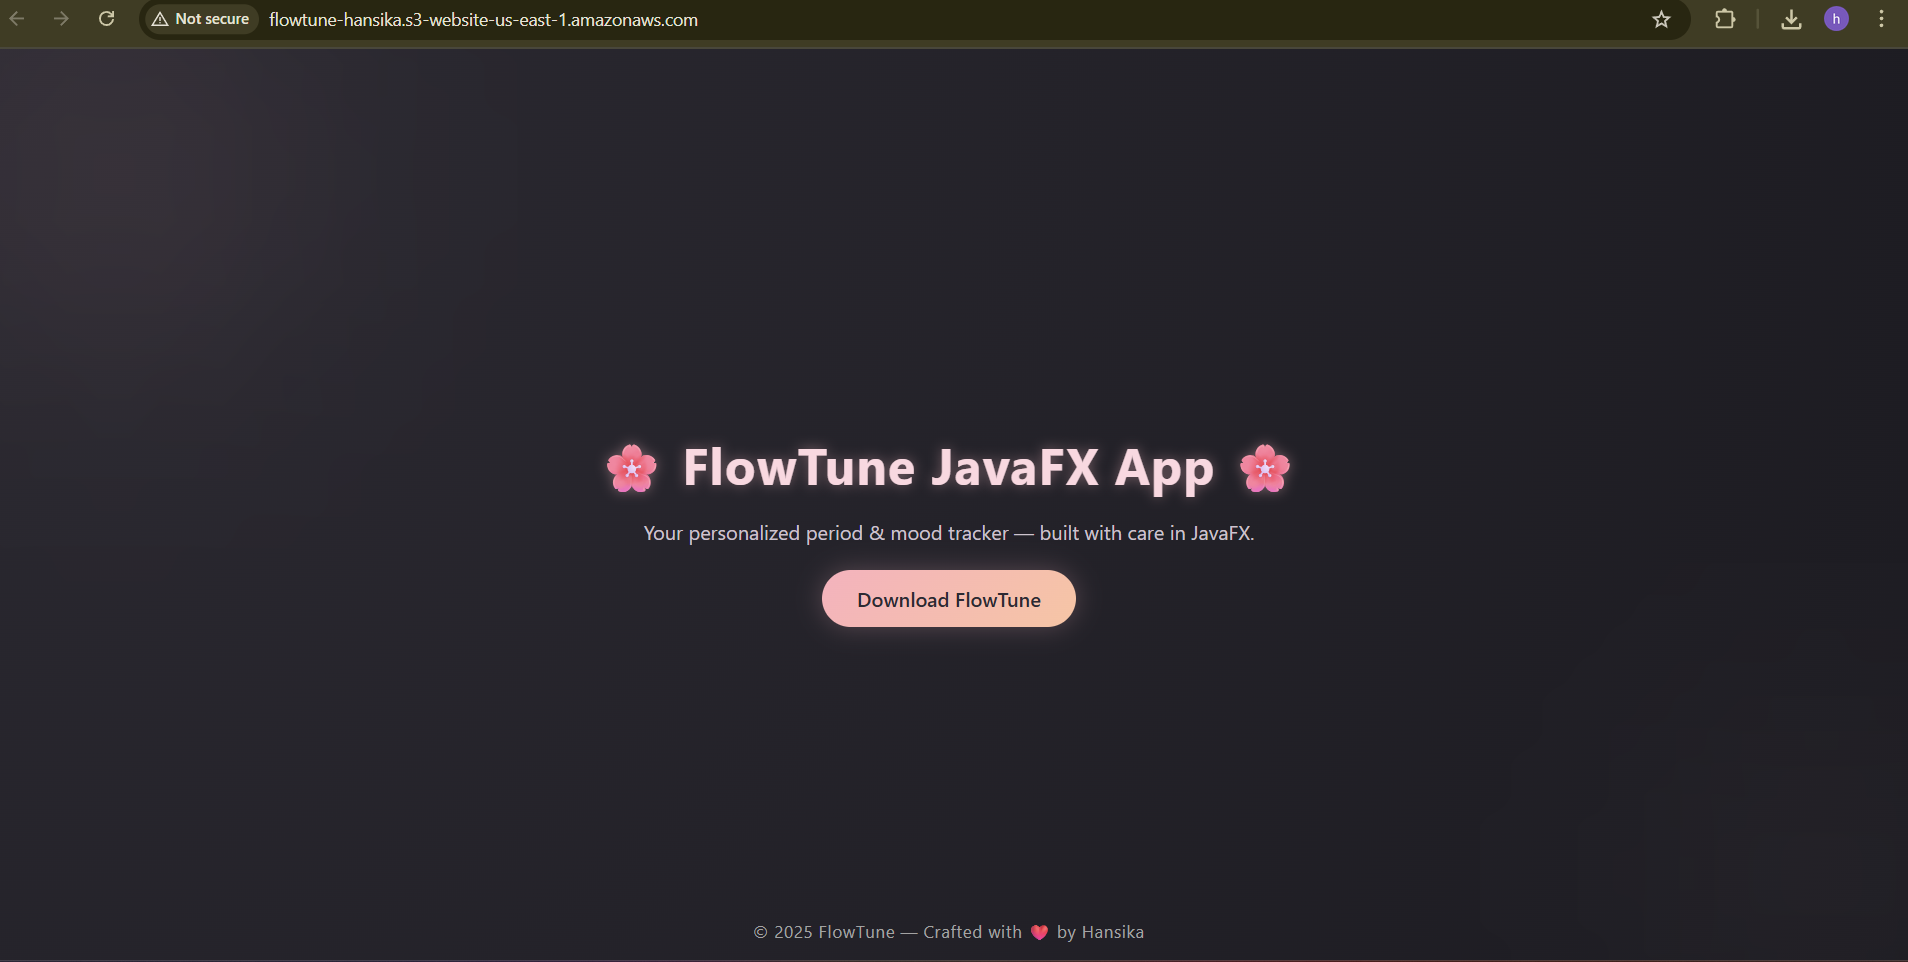 Not secure
flowtune-hansika.s3-website-us-east-1.amazonaws.com
h
🌸 FlowTune JavaFX App 🌸
Your personalized period & mood tracker — built with care in JavaFX.
Download FlowTune
© 2025 FlowTune — Crafted with ❤️ by Hansika